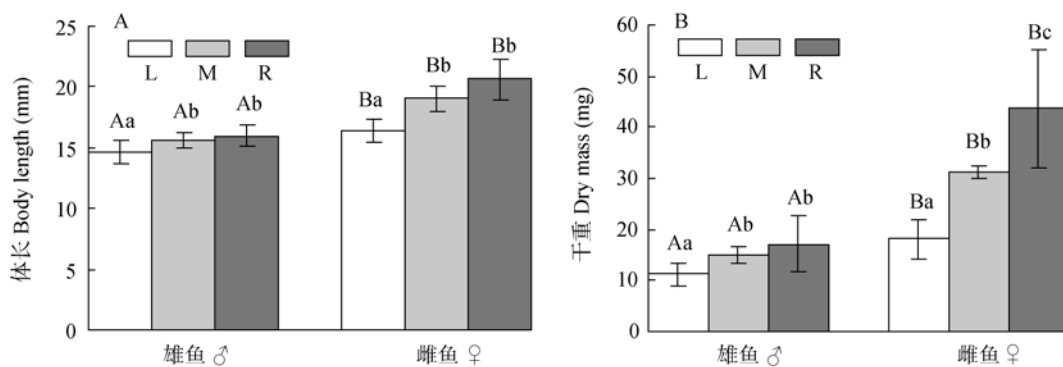 A
L M R
体长 Body length (mm)
25
20
15
10
5
0
Aa Ab Ab Ba Bb Bb
雄鱼♂ 雌鱼♀
B
L M R
干重 Dry mass (mg)
60
50
40
30
20
10
0
Aa Ab Ab Ba Bb Bc
雄鱼♂ 雌鱼♀